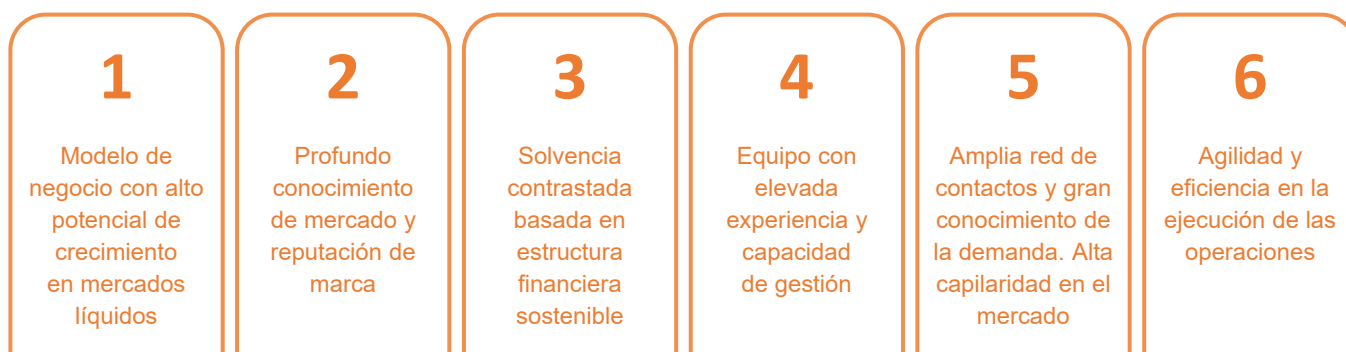 1
Modelo de
negocio con alto
potencial de
crecimiento
en mercados
líquidos
2
Profundo
conocimiento
de mercado y
reputación de
marca
3
Solvencia
contrastada
basada en
estructura
financiera
sostenible
4
Equipo con
elevada
experiencia y
capacidad
de gestión
5
Amplia red de
contactos y gran
conocimiento de
la demanda. Alta
capilaridad en el
mercado
6
Agilidad y
eficiencia en la
ejecución de las
operaciones